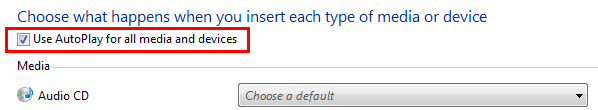 Choose what happens when you insert each type of media or device
Use AutoPlay for all media and devices
Media
Audio CD Choose a default